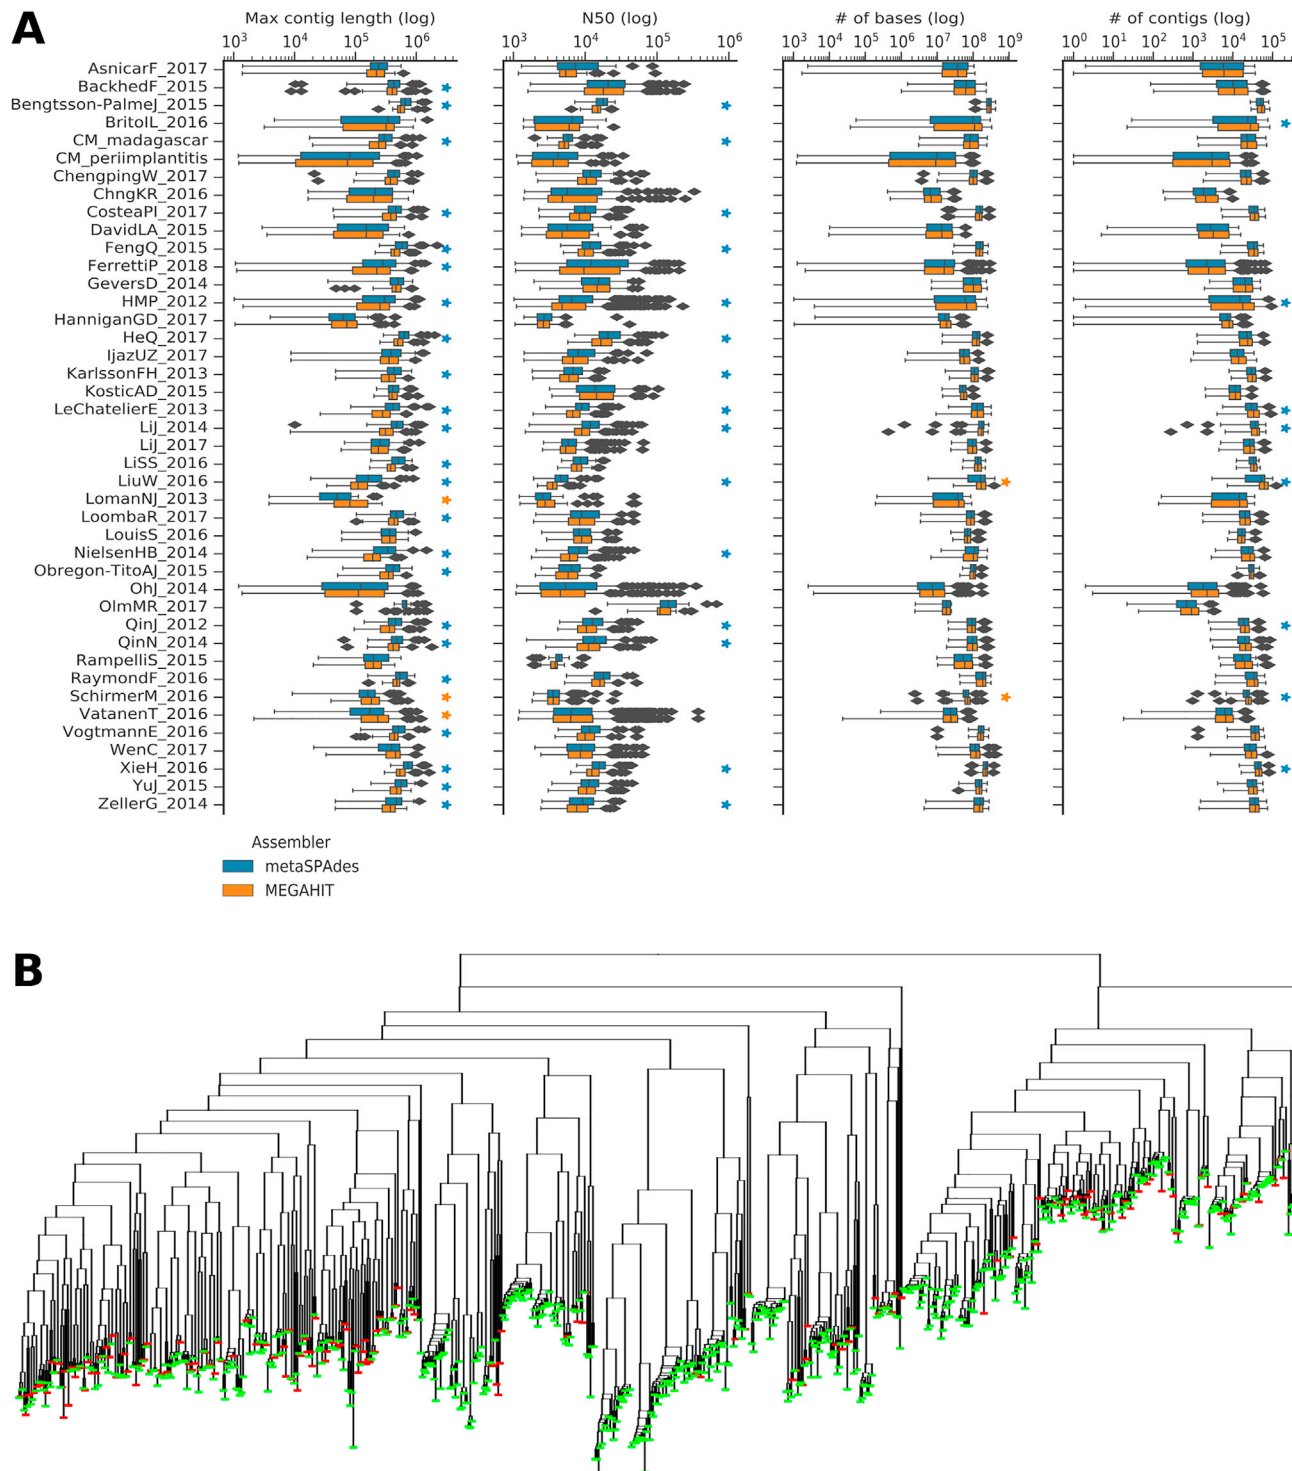 A
Max contig length (log) N50 (log) # of bases (log) # of contigs (log)
10³ 10⁴ 10⁵ 10⁶ 10³ 10⁴ 10⁵ 10⁶ 10³ 10⁴ 10⁵ 10⁶ 10⁷ 10⁸ 10⁹ 10⁰ 10¹ 10² 10³ 10⁴ 10⁵
AsnicarF_2017
BackhedF_2015
Bengtsson-PalmeJ_2015
BritoIL_2016
CM_madagascar
CM_periimplantitis
ChengpingW_2017
ChngKR_2016
CosteaPI_2017
DavidLA_2015
FengQ_2015
FerrettiP_2018
GeversD_2014
HMP_2012
HanniganGD_2017
HeQ_2017
IjazUZ_2017
KarlssonFH_2013
KosticAD_2015
LeChatelierE_2013
LiJ_2014
LiJ_2017
LiSS_2016
LiuW_2016
LomanNJ_2013
LoombaR_2017
LouisS_2016
NielsenHB_2014
Obregon-TitoAJ_2015
OhJ_2014
OlmMR_2017
QinJ_2012
QinN_2014
RampelliS_2015
RaymondF_2016
SchirmerM_2016
VatanenT_2016
VogtmannE_2016
WenC_2017
XieH_2016
YuJ_2015
ZellerG_2014
Assembler
metaSPAdes
MEGAHIT
B